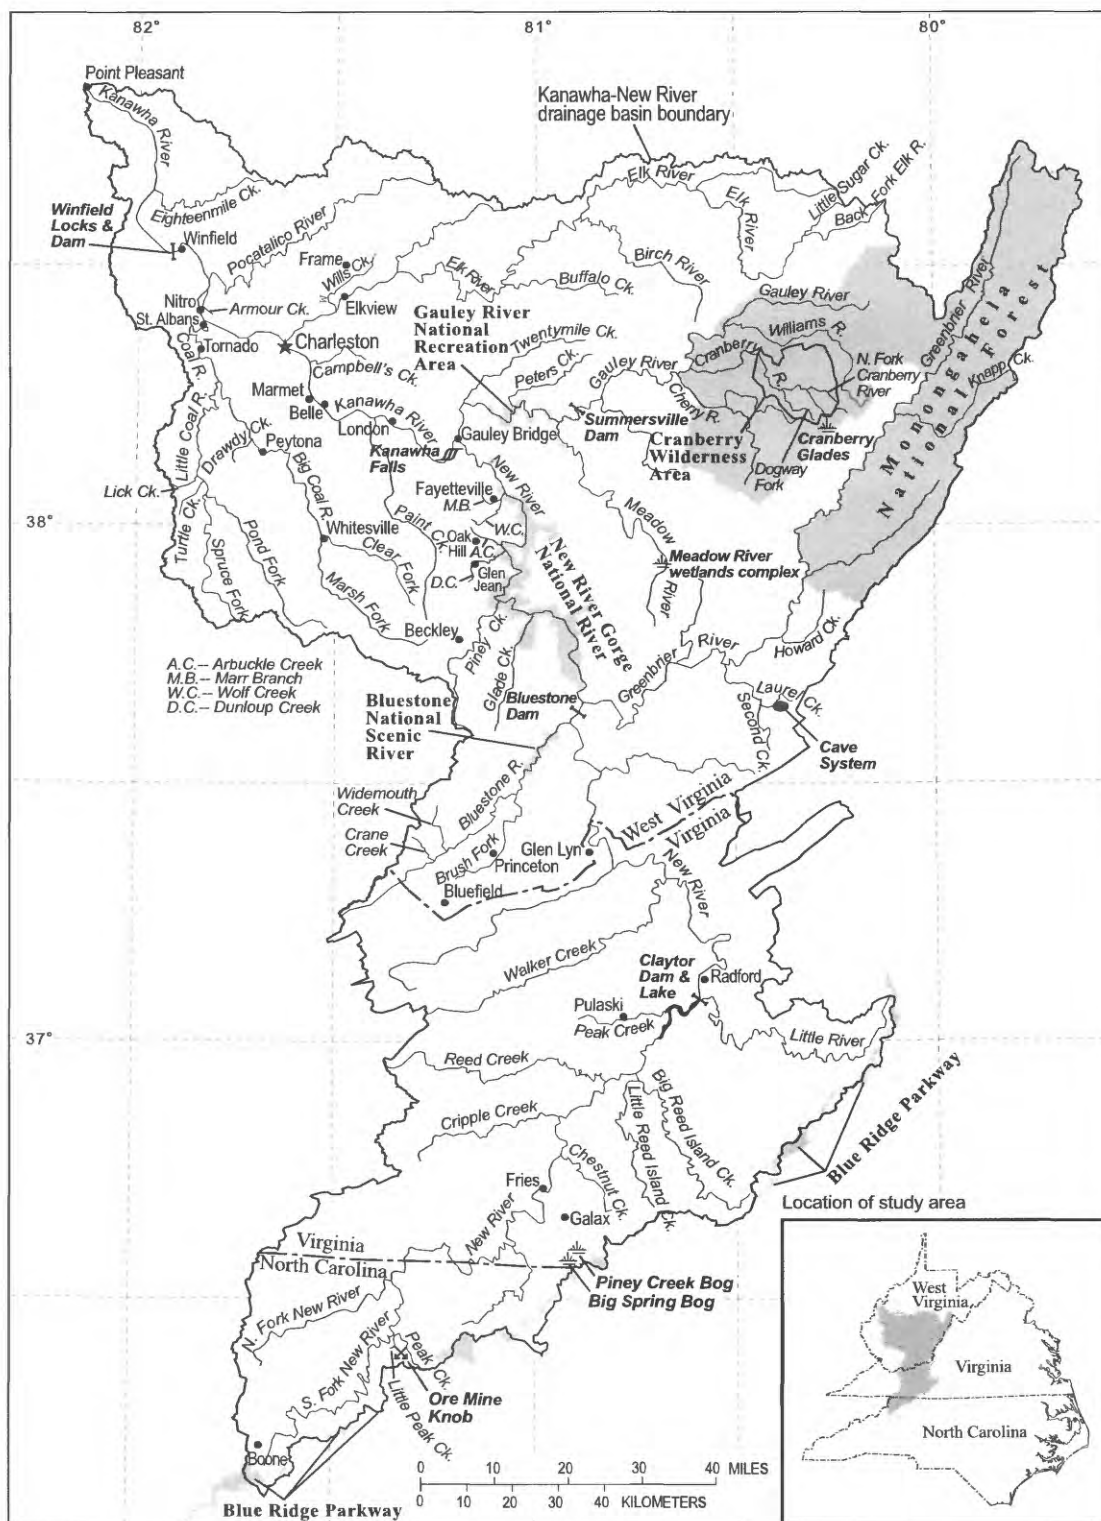 82°
81°
80°
Point Pleasant
Kanawha
River
Kanawha-New River
drainage basin boundary
Elk River
Little Sugar Ck.
Back Fork Elk R.
Elk
River
Eighteenmile Ck.
Winfield
Locks &
Dam
Winfield
Pocatalico River
Frame
Wills Ck.
Elk River
Birch River
Buffalo Ck.
Nitro
Armour Ck.
Elkview
St. Albans
Tornado
Coal R.
Charleston
Gauley River
National
Recreation
Area
Twentymile Ck.
Peters Ck.
Gauley River
Gauley River
Williams R.
Cranberry
R.
N. Fork
Cranberry
River
Greenbrier River
Monongahela
National Forest
Knapp Ck.
Campbell's Ck.
Marmet
Belle
Kanawha
River
London
Gauley Bridge
Kanawha
Falls
Summersville
Dam
Cherry R.
Cranberry
Wilderness
Area
Cranberry
Glades
Dogway
Fork
Little Coal R.
Drawdy Ck.
Peytona
Big Coal R.
Lick Ck.
Turtle Ck.
Spruce Fork
Pond Fork
Whitesville
Clear
Fork
Marsh Fork
Paint Ck.
Fayetteville
M.B.
New River
W.C.
Oak
Hill
A.C.
D.C.
Glen
Jean
38°
Meadow
River
Meadow River
wetlands complex
New River Gorge
National River
Beckley
Piney Ck.
Glade Ck.
Greenbrier
River
Howard Ck.
A.C.-- Arbuckle Creek
M.B.-- Marr Branch
W.C.-- Wolf Creek
D.C.-- Dunloup Creek
Bluestone
National
Scenic
River
Bluestone
Dam
Laurel Ck.
Second Ck.
Cave
System
Widemouth
Creek
Bluestone R.
Crane
Creek
Brush Fork
Princeton
Glen Lyn
West Virginia
Virginia
Bluefield
New River
Walker Creek
Claytor
Dam &
Lake
Radford
Pulaski
Peak Creek
Little River
37°
Reed Creek
Cripple Creek
Big Reed Island Ck.
Little Reed Island Ck.
Blue Ridge Parkway
Chestnut Ck.
Fries
New River
Galax
Virginia
North Carolina
Piney Creek Bog
Big Spring Bog
N. Fork New River
S. Fork New River
Peak Ck.
Little Peak Ck.
Ore Mine
Knob
Boone
Blue Ridge Parkway
0 10 20 30 40 MILES
0 10 20 30 40 KILOMETERS
Location of study area
West
Virginia
Virginia
North Carolina